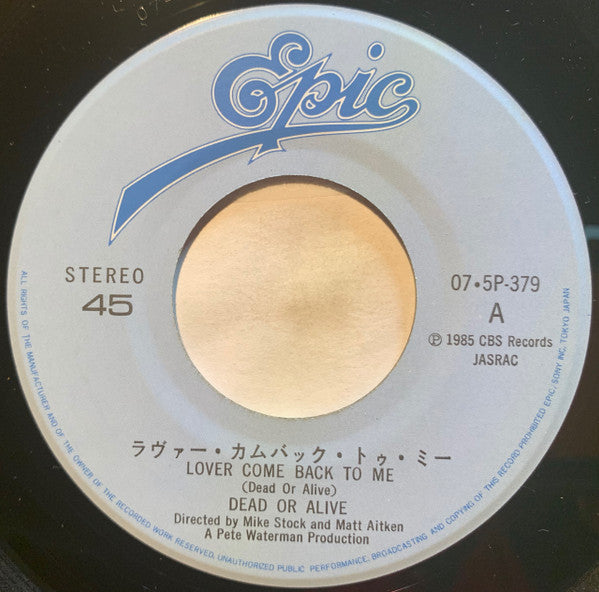 Epic
STEREO
45
07・5P-379
A
Ⓟ 1985 CBS Records
JASRAC
ラヴァー・カムバック・トゥ・ミー
LOVER COME BACK TO ME
(Dead Or Alive)
DEAD OR ALIVE
Directed by Mike Stock and Matt Aitken
A Pete Waterman Production
ALL RIGHTS OF THE MANUFACTURER AND OF THE OWNER OF THE RECORDED WORK RESERVED, UNAUTHORIZED PUBLIC PERFORMANCE, BROADCASTING AND COPYING OF THIS RECORD PROHIBITED EPIC/SONY INC. TOKYO JAPAN